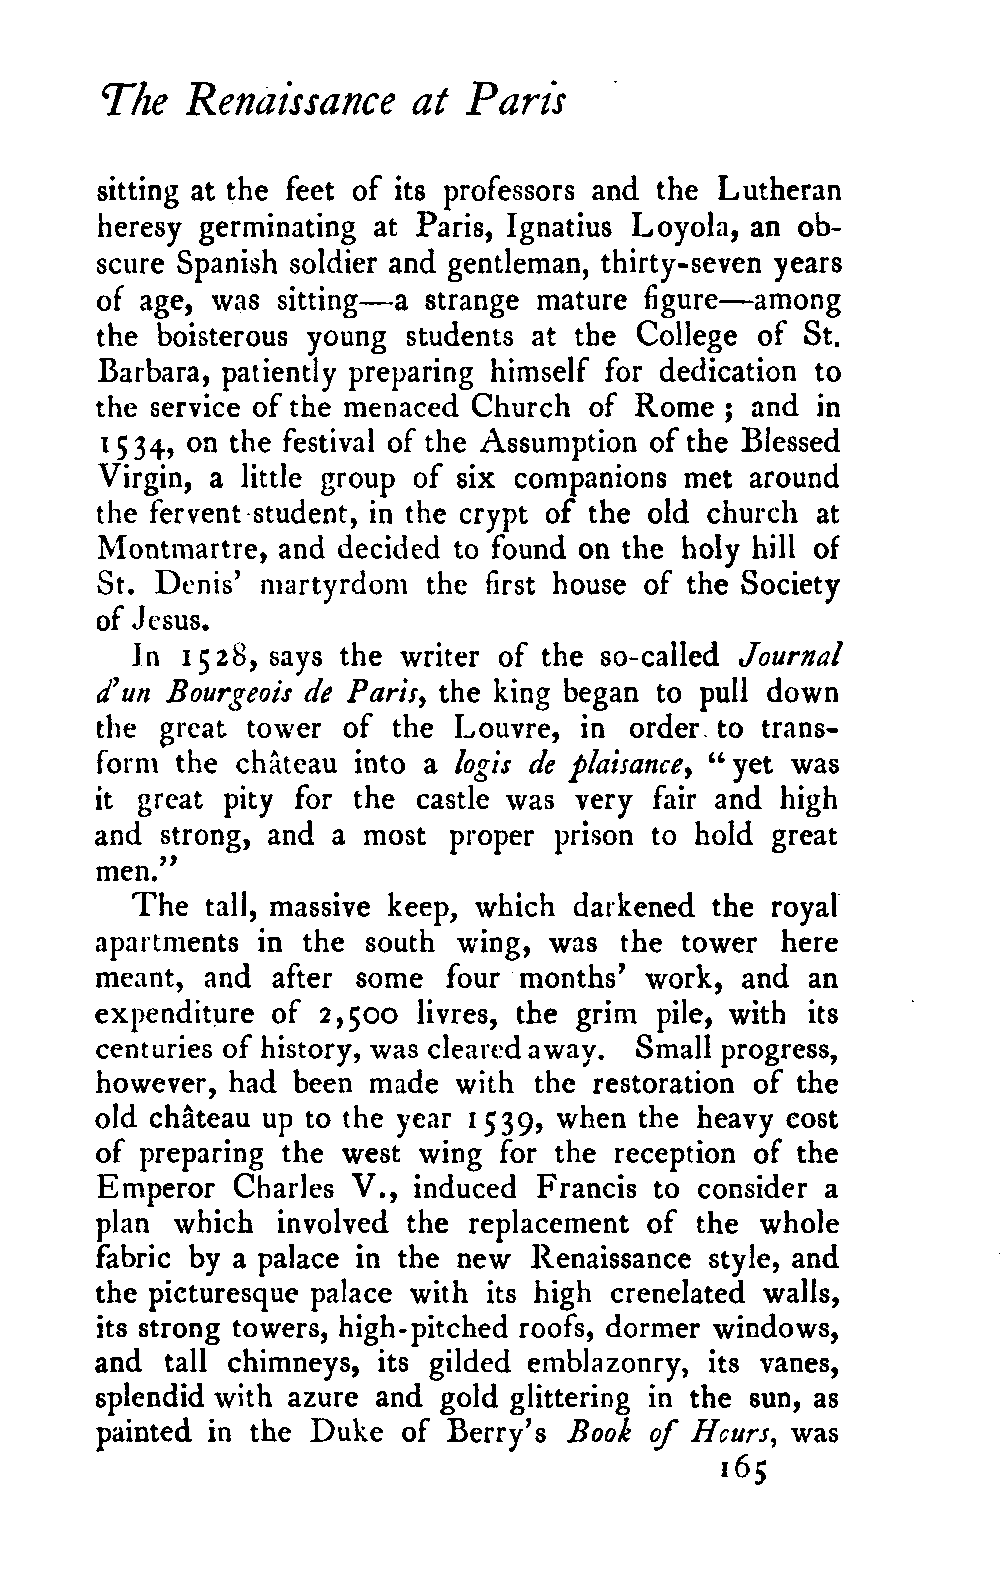 The Renaissance at Paris
sitting at the feet of its professors and the Lutheran
heresy germinating at Paris, Ignatius Loyola, an ob-
scure Spanish soldier and gentleman, thirty-seven years
of age, was sitting—a strange mature figure—among
the boisterous young students at the College of St.
Barbara, patiently preparing himself for dedication to
the service of the menaced Church of Rome ; and in
1534, on the festival of the Assumption of the Blessed
Virgin, a little group of six companions met around
the fervent student, in the crypt of the old church at
Montmartre, and decided to found on the holy hill of
St. Denis' martyrdom the first house of the Society
of Jesus.
In 1528, says the writer of the so-called Journal
d'un Bourgeois de Paris, the king began to pull down
the great tower of the Louvre, in order to trans-
form the château into a logis de plaisance, “yet was
it great pity for the castle was very fair and high
and strong, and a most proper prison to hold great
men.”
The tall, massive keep, which darkened the royal
apartments in the south wing, was the tower here
meant, and after some four months' work, and an
expenditure of 2,500 livres, the grim pile, with its
centuries of history, was cleared away. Small progress,
however, had been made with the restoration of the
old château up to the year 1539, when the heavy cost
of preparing the west wing for the reception of the
Emperor Charles V., induced Francis to consider a
plan which involved the replacement of the whole
fabric by a palace in the new Renaissance style, and
the picturesque palace with its high crenelated walls,
its strong towers, high-pitched roofs, dormer windows,
and tall chimneys, its gilded emblazonry, its vanes,
splendid with azure and gold glittering in the sun, as
painted in the Duke of Berry's Book of Hours, was
165